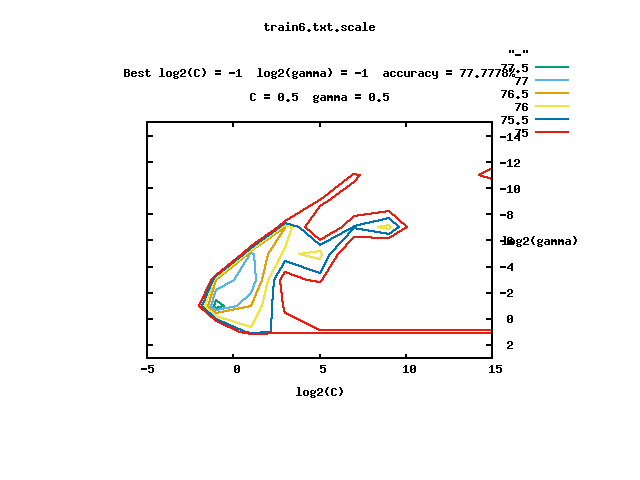 train6.txt.scale
"-"
Best log2(C) = -1  log2(gamma) = -1  accuracy = 77.7778%
C = 0.5  gamma = 0.5
77.5
77
76.5
76
75.5
75
-14
-12
-10
-8
-6
-4
-2
0
2
log2(gamma)
-5 0 5 10 15
log2(C)